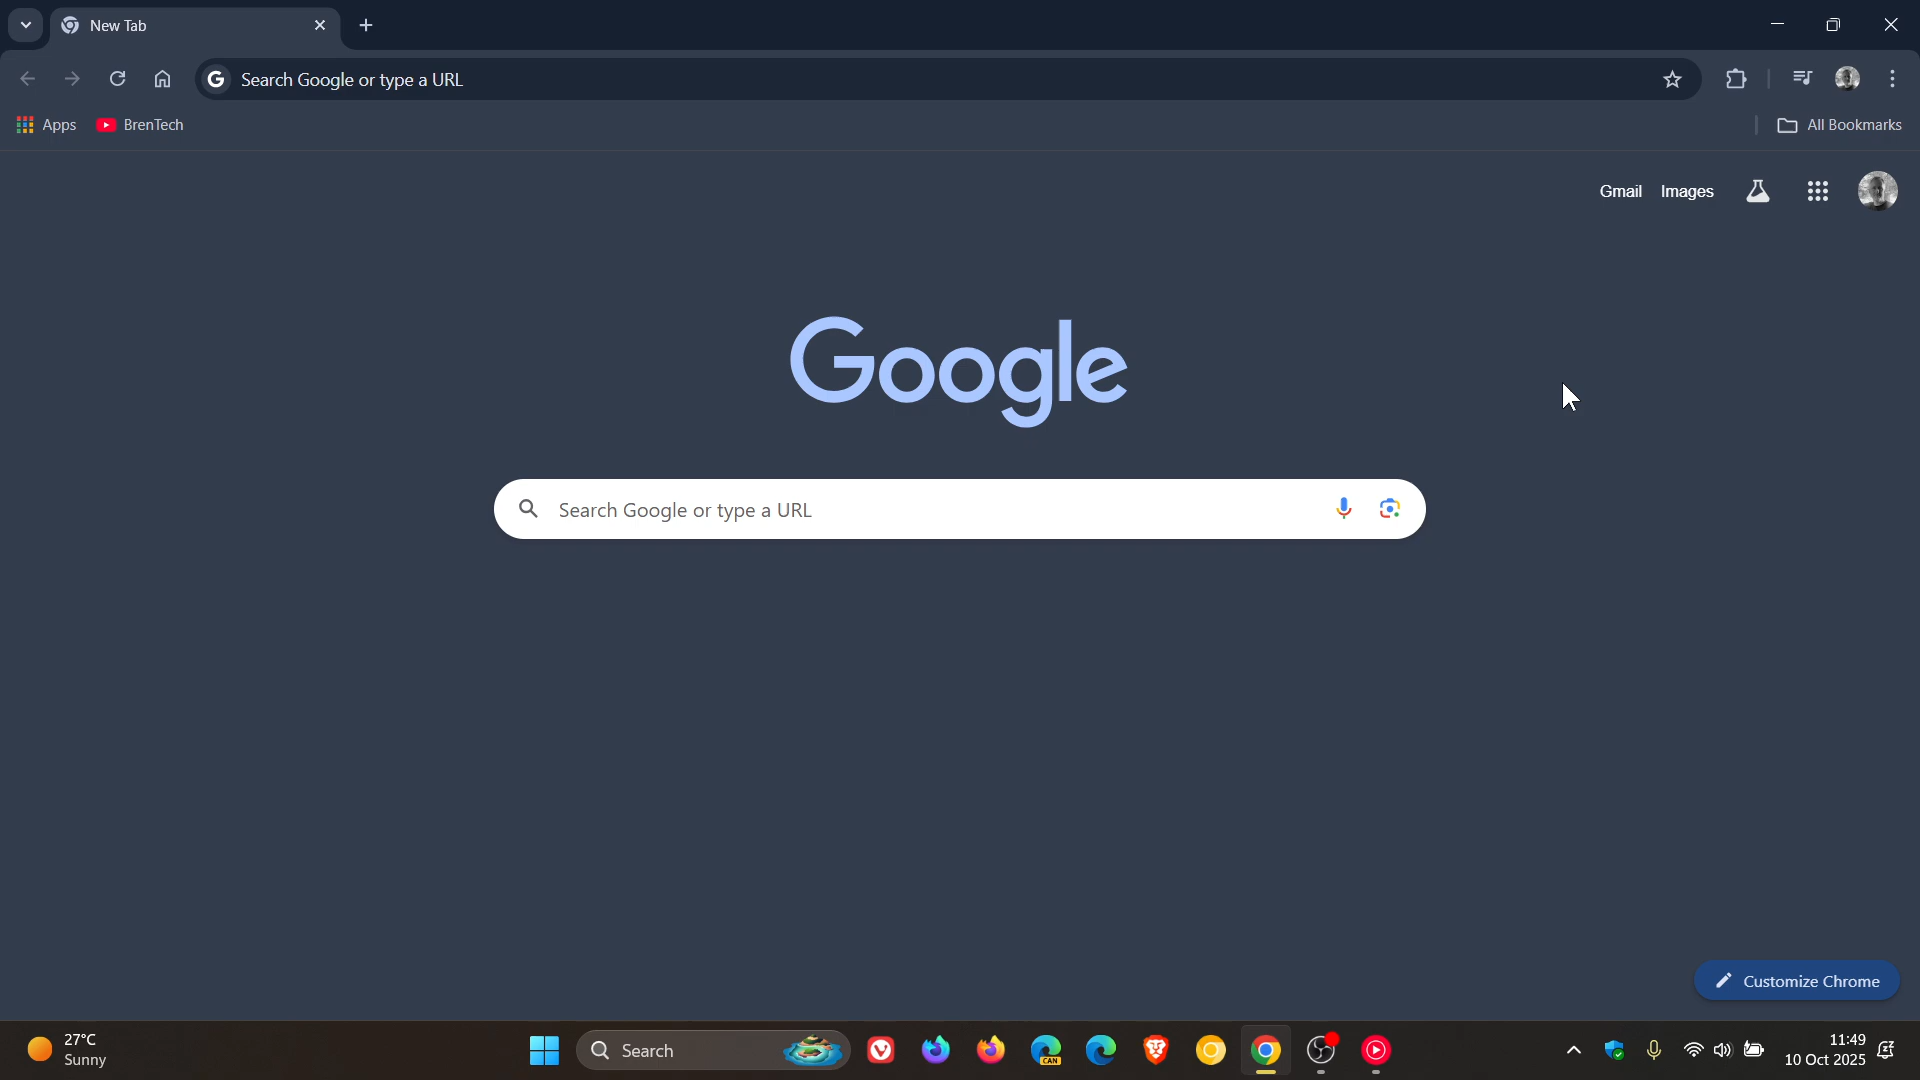 New Tab
Search Google or type a URL
Apps
BrenTech
All Bookmarks
Gmail
Images
Google
Search Google or type a URL
Customize Chrome
27°C
Sunny
Search
CAN
11:49
10 Oct 2025